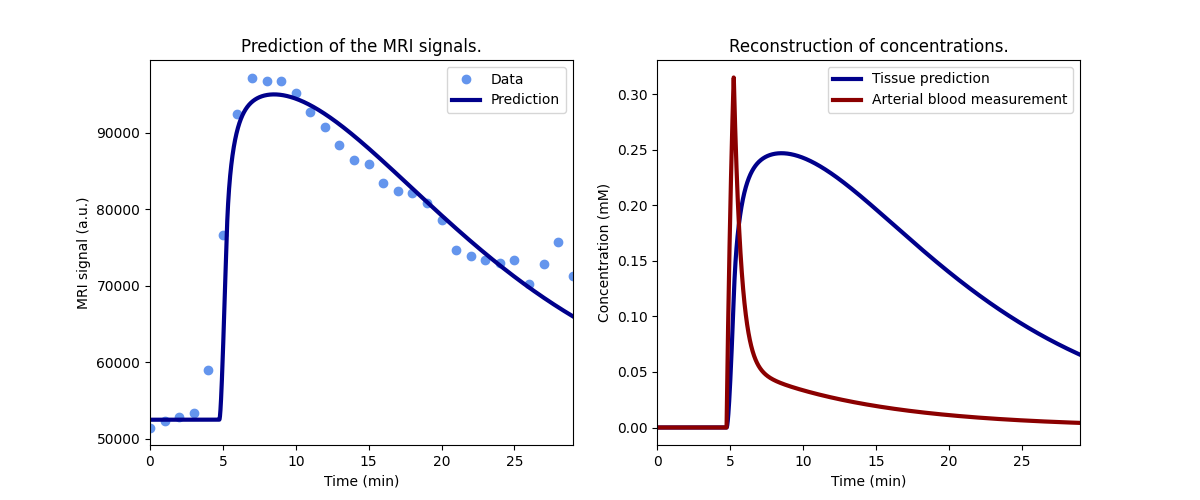 Prediction of the MRI signals.
Data
Prediction
90000
80000
70000
60000
50000
MRI signal (a.u.)
0
5
10
15
20
25
Time (min)
Reconstruction of concentrations.
Tissue prediction
Arterial blood measurement
0.30
0.25
0.20
0.15
0.10
0.05
0.00
Concentration (mM)
0
5
10
15
20
25
Time (min)